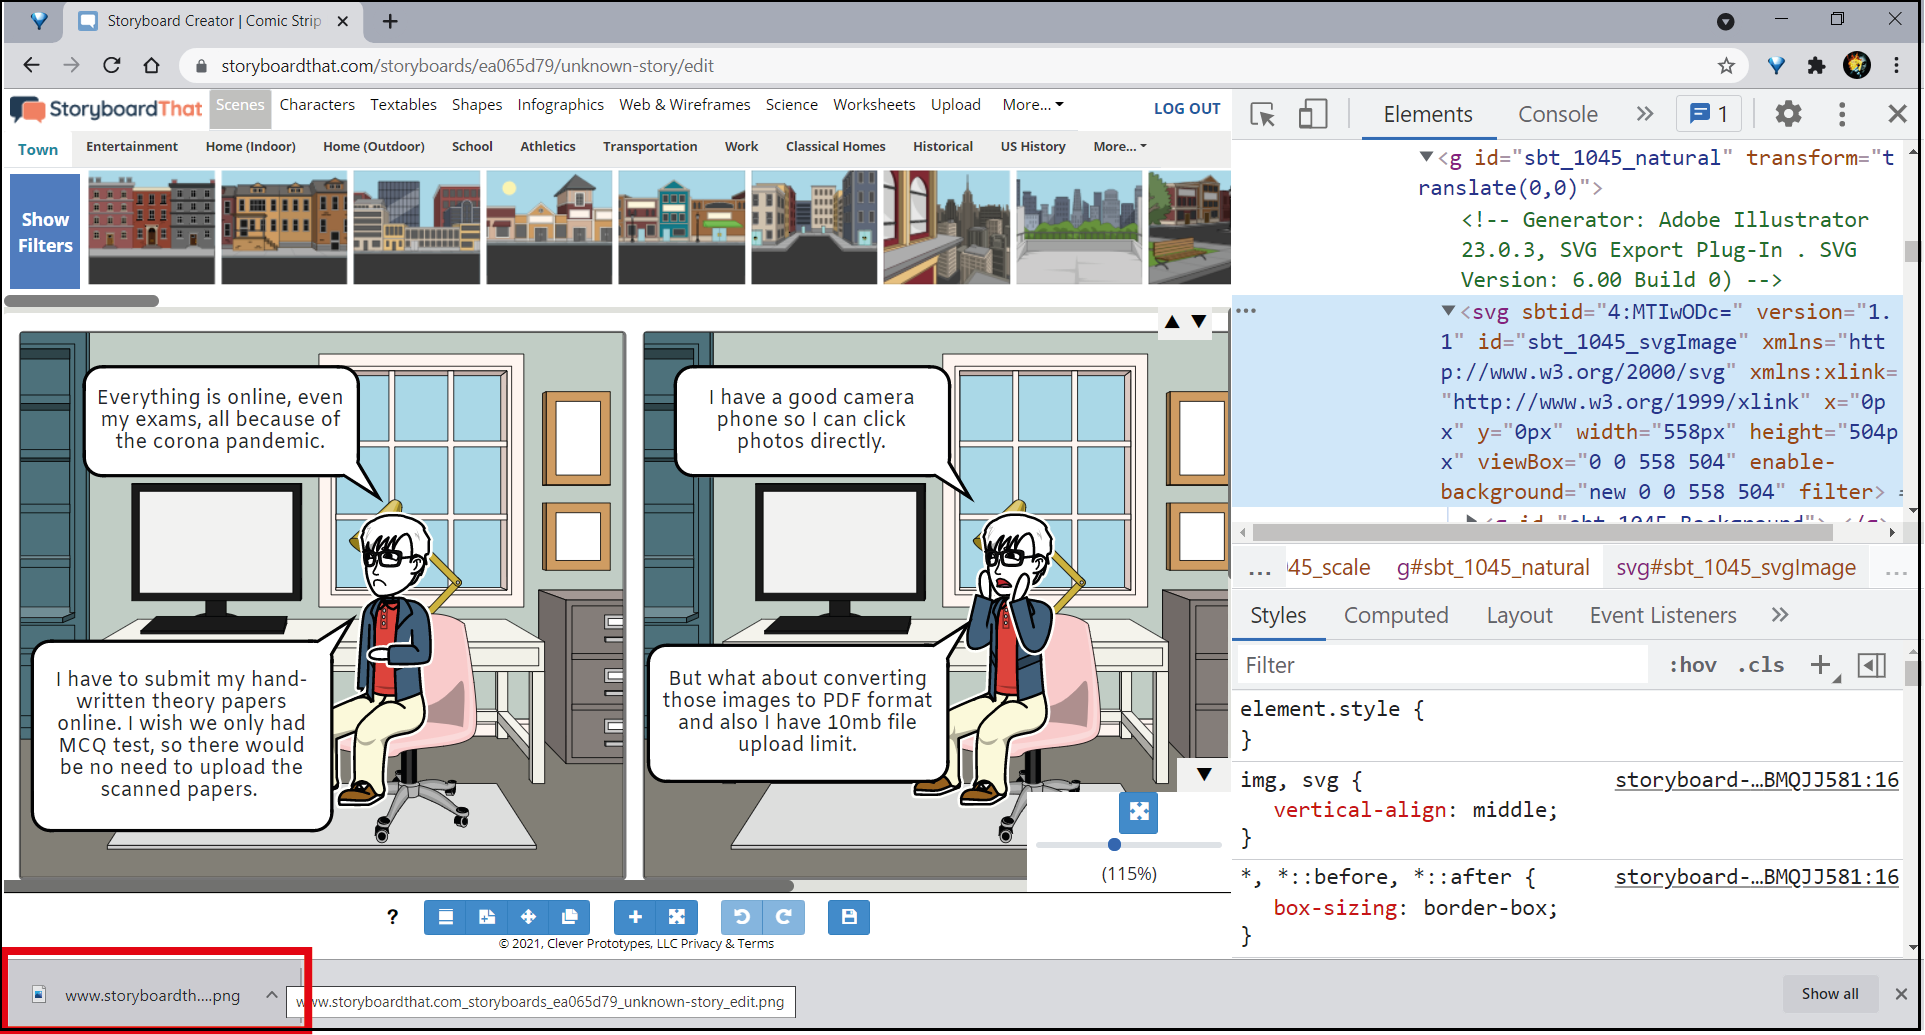 Storyboard Creator | Comic Strip
storyboardthat.com/storyboards/ea065d79/unknown-story/edit
StoryboardThat
Scenes Characters Textables Shapes Infographics Web & Wireframes Science Worksheets Upload More...
LOG OUT
Town Entertainment Home (Indoor) Home (Outdoor) School Athletics Transportation Work Classical Homes Historical US History More...
Show
Filters
Everything is online, even
my exams, all because of
the corona pandemic.
I have to submit my hand-
written theory papers
online. I wish we only had
MCQ test, so there would
be no need to upload the
scanned papers.
I have a good camera
phone so I can click
photos directly.
But what about converting
those images to PDF format
and also I have 10mb file
upload limit.
(115%)
?
© 2021, Clever Prototypes, LLC Privacy & Terms
Elements Console » 1
<g id="sbt_1045_natural" transform="t
ranslate(0,0)">
<!-- Generator: Adobe Illustrator
23.0.3, SVG Export Plug-In . SVG
Version: 6.00 Build 0) -->
<svg sbtid="4:MTIwODc=" version="1.
1" id="sbt_1045_svgImage" xmlns="htt
p://www.w3.org/2000/svg" xmlns:xlink=
"http://www.w3.org/1999/xlink" x="0p
x" y="0px" width="558px" height="504p
x" viewBox="0 0 558 504" enable-
background="new 0 0 558 504" filter>
... 45_scale g#sbt_1045_natural svg#sbt_1045_svgImage ...
Styles Computed Layout Event Listeners »
Filter :hov .cls
element.style {
}
img, svg { storyboard-…BMQJJ581:16
vertical-align: middle;
}
*, *::before, *::after { storyboard-…BMQJJ581:16
box-sizing: border-box;
}
www.storyboardth....png
www.storyboardthat.com_storyboards_ea065d79_unknown-story_edit.png
Show all